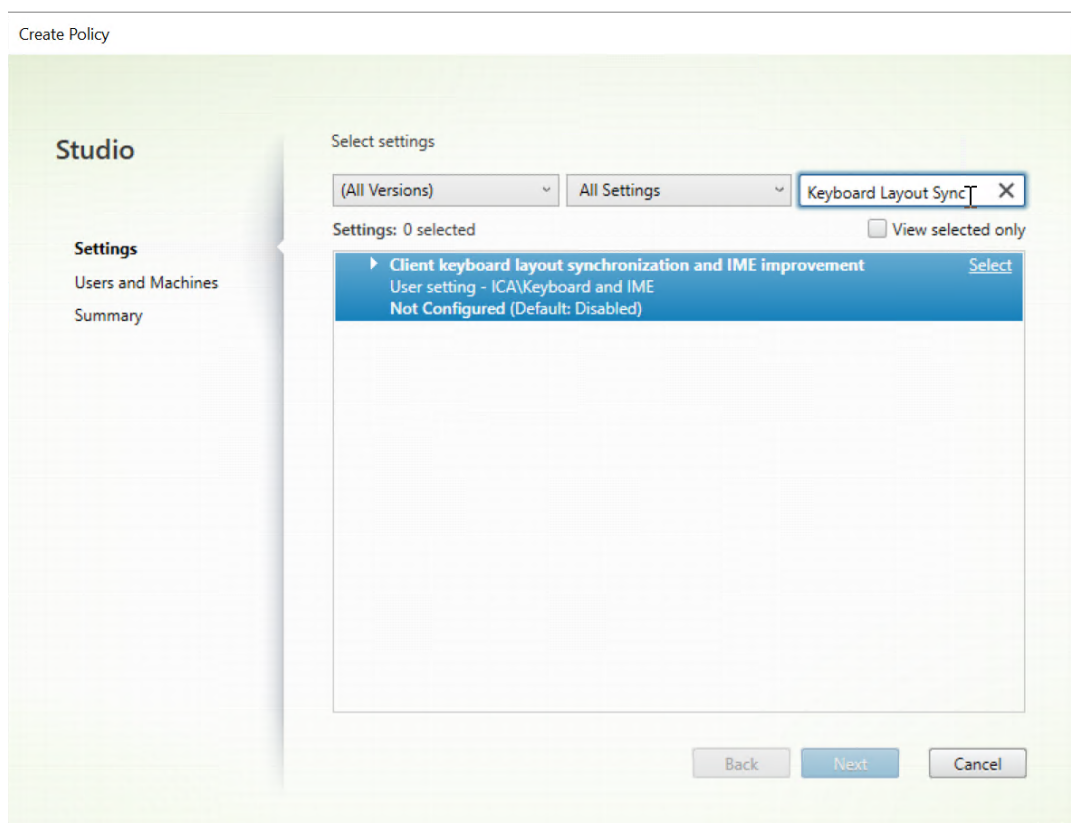 Create Policy
Studio
Settings
Users and Machines
Summary
Select settings
(All Versions)
All Settings
Keyboard Layout Sync
Settings: 0 selected
View selected only
Client keyboard layout synchronization and IME improvement
Select
User setting - ICA\Keyboard and IME
Not Configured (Default: Disabled)
Back
Next
Cancel